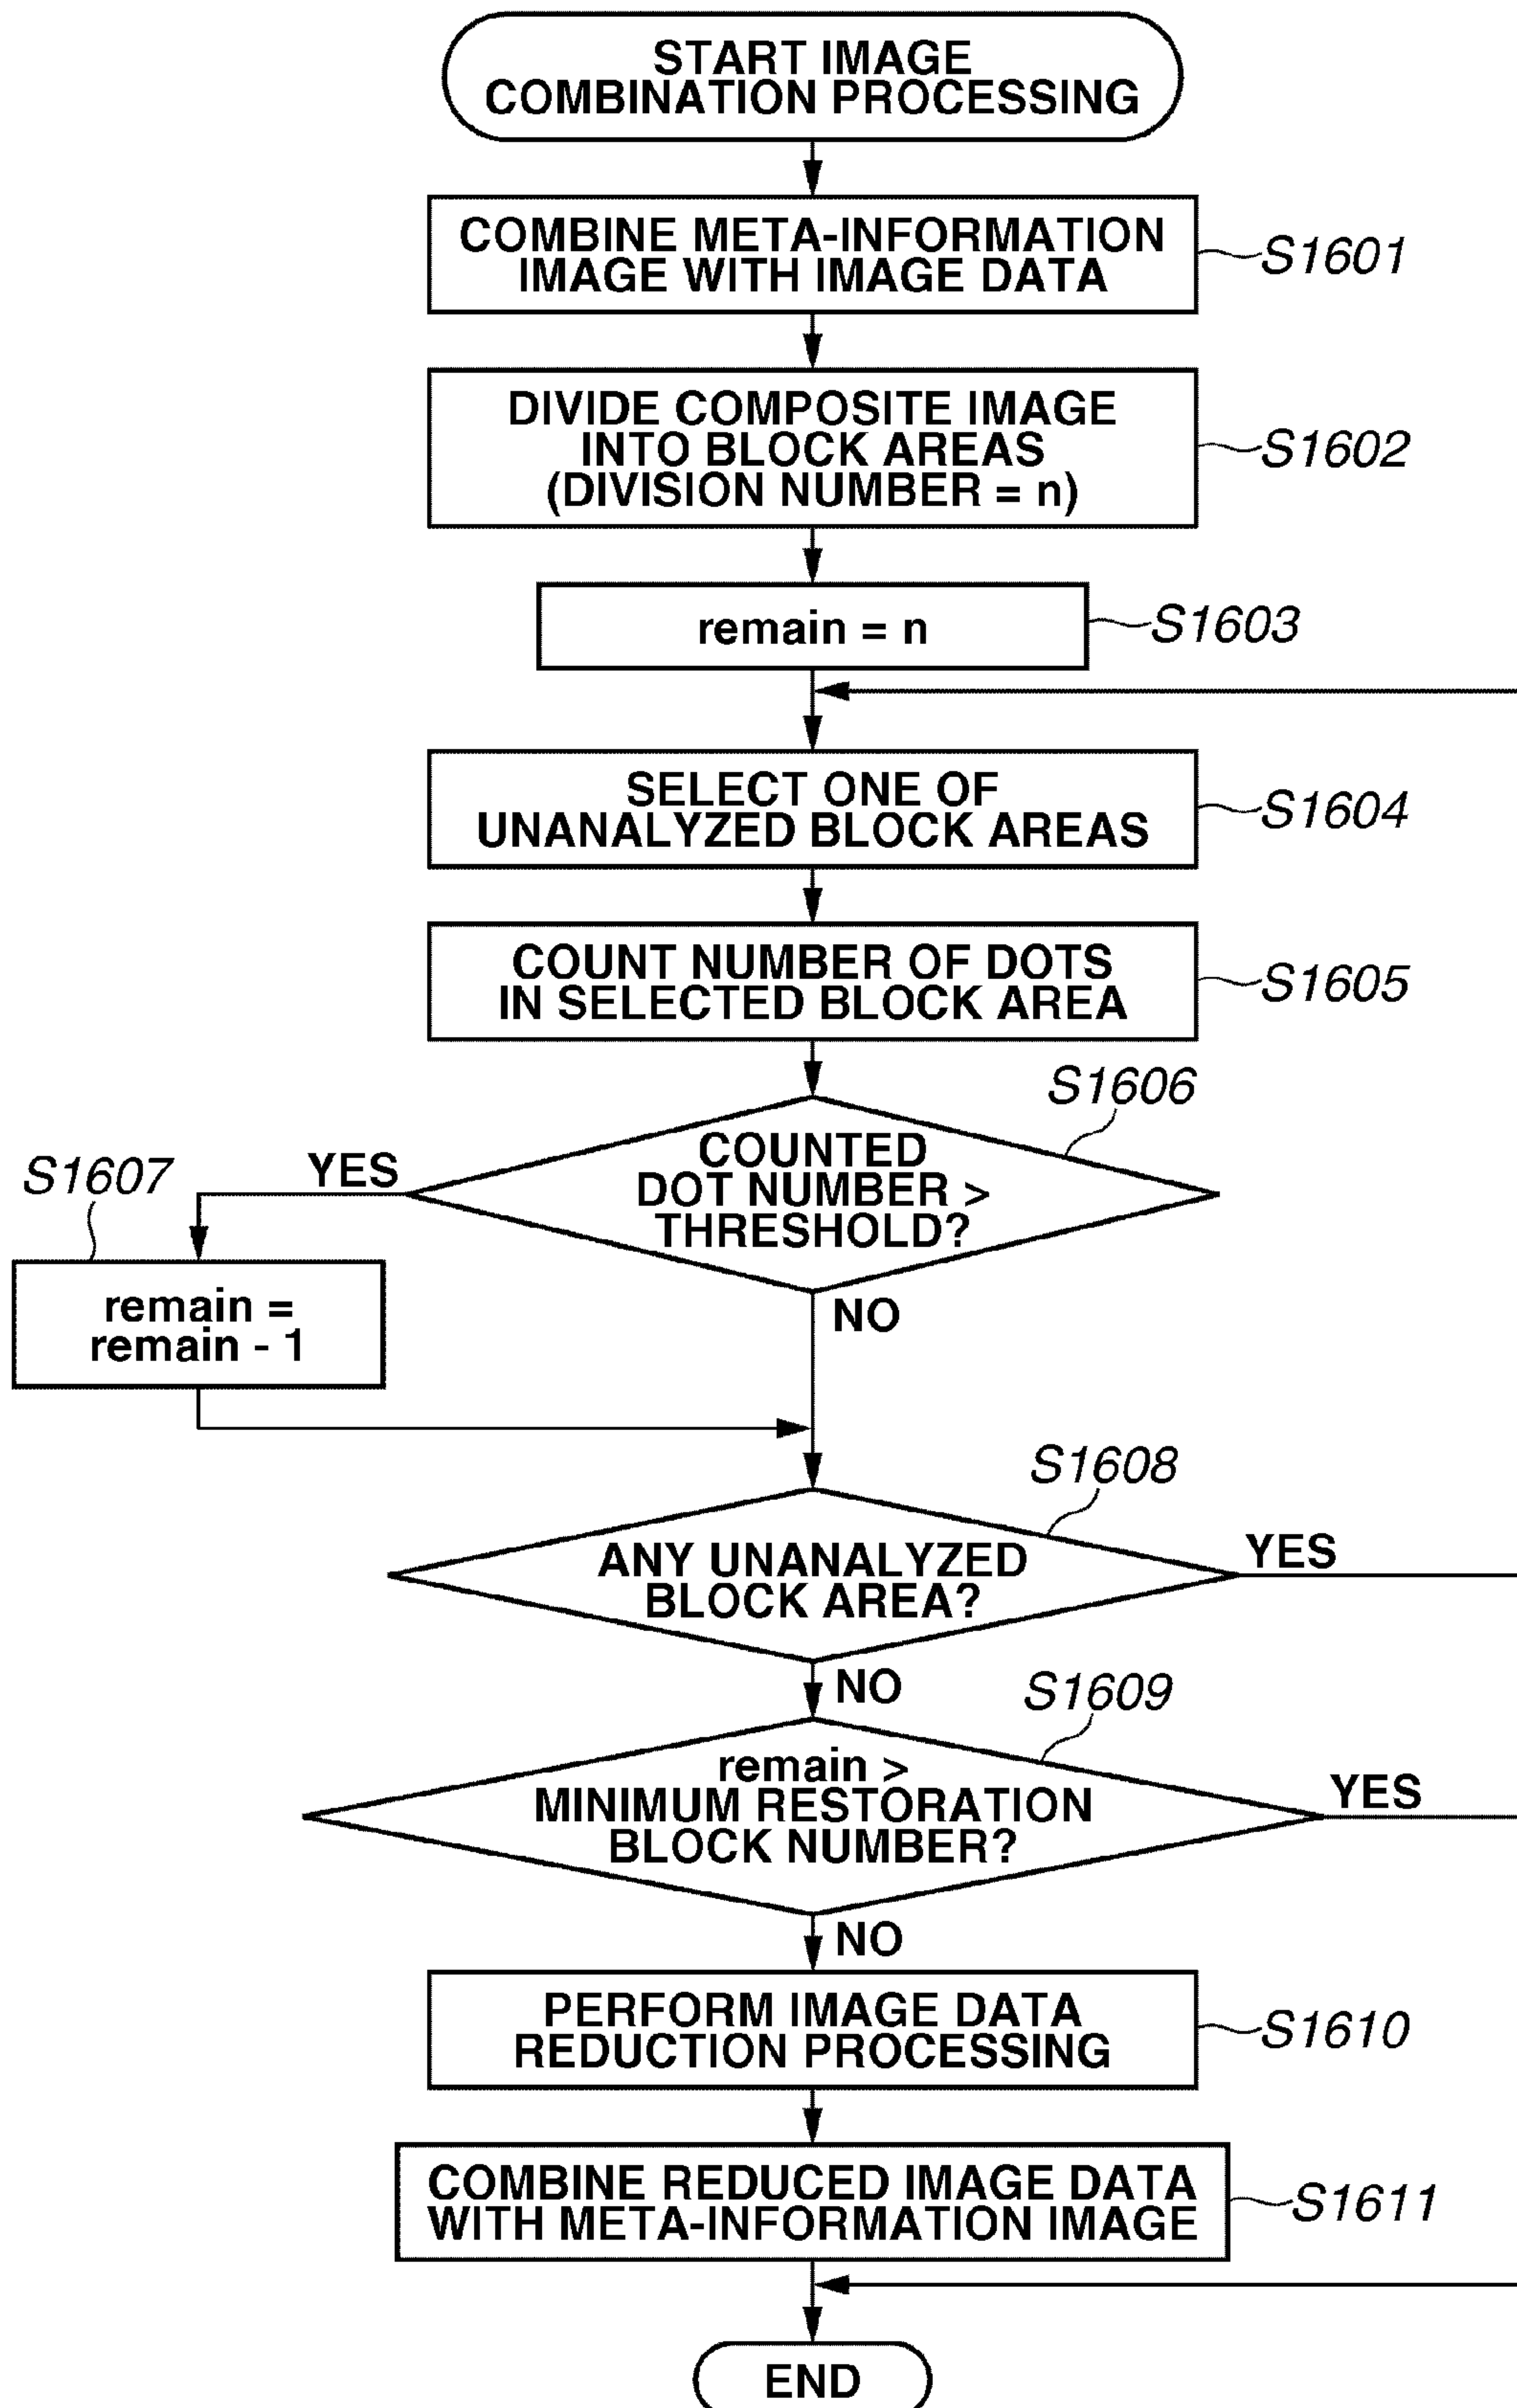 START IMAGE
COMBINATION PROCESSING
COMBINE META-INFORMATION
IMAGE WITH IMAGE DATA
S1601
DIVIDE COMPOSITE IMAGE
INTO BLOCK AREAS
(DIVISION NUMBER = n)
S1602
remain = n
S1603
SELECT ONE OF
UNANALYZED BLOCK AREAS
S1604
COUNT NUMBER OF DOTS
IN SELECTED BLOCK AREA
S1605
S1606
COUNTED
DOT NUMBER >
THRESHOLD?
YES
S1607
remain =
remain - 1
NO
S1608
ANY UNANALYZED
BLOCK AREA?
YES
NO
S1609
remain >
MINIMUM RESTORATION
BLOCK NUMBER?
YES
NO
PERFORM IMAGE DATA
REDUCTION PROCESSING
S1610
COMBINE REDUCED IMAGE DATA
WITH META-INFORMATION IMAGE
S1611
END